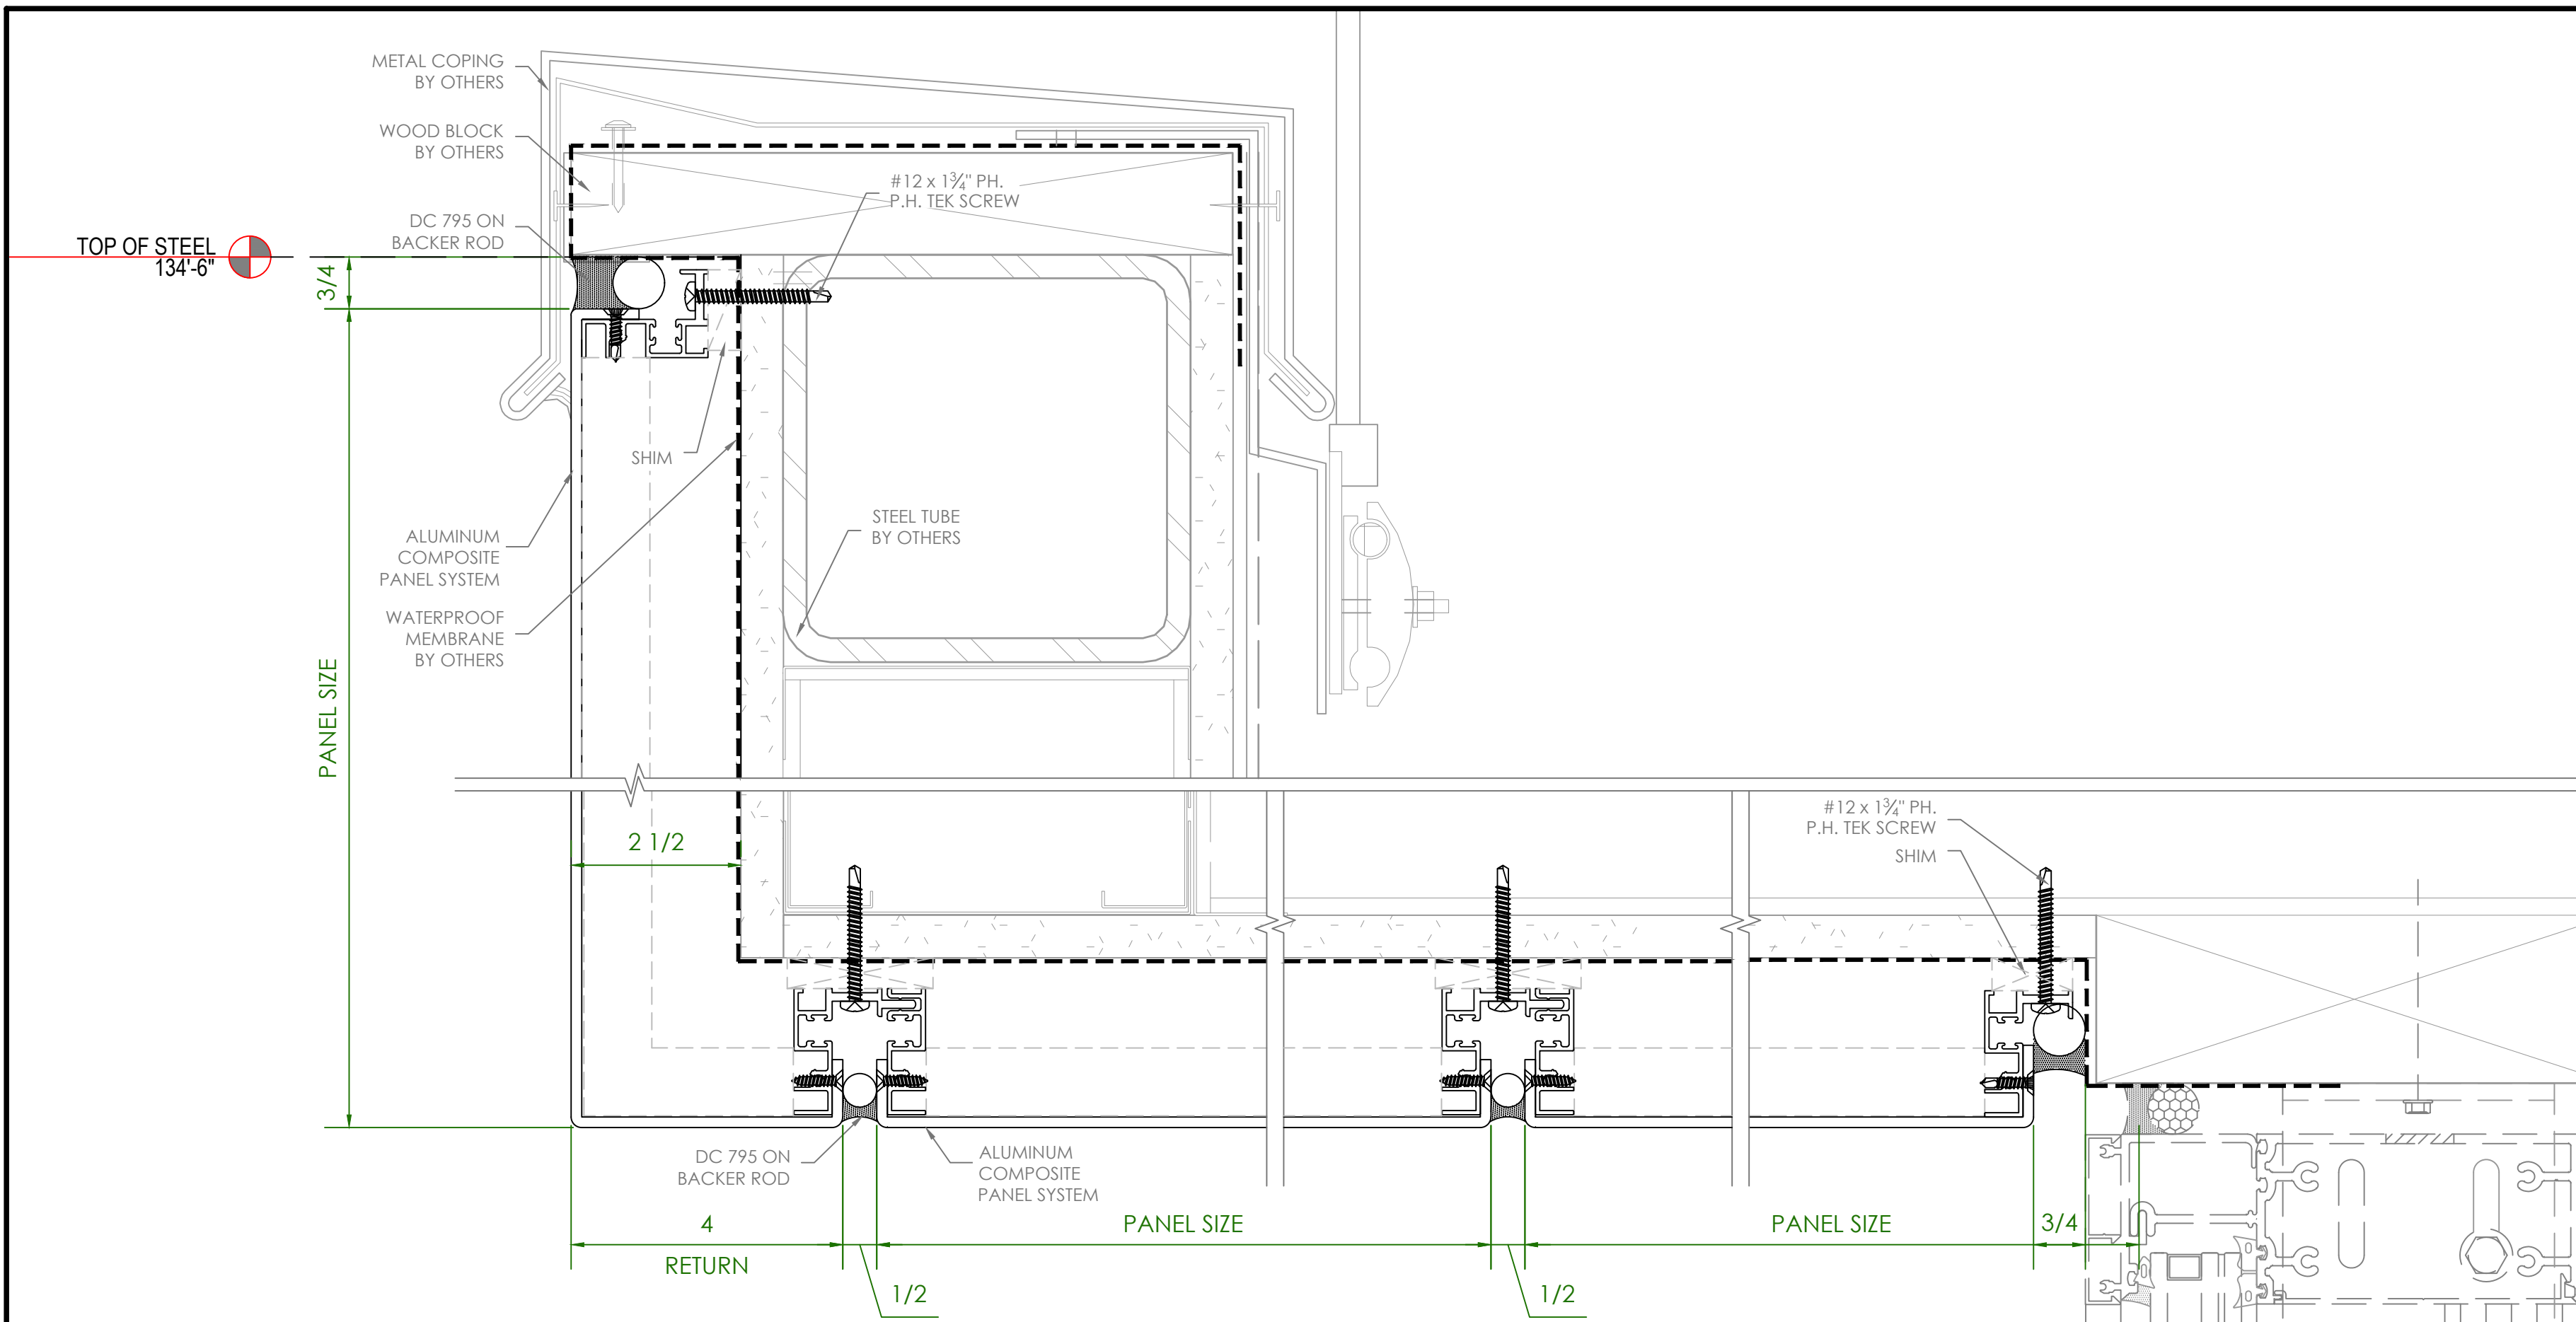 METAL COPING
BY OTHERS
WOOD BLOCK
BY OTHERS
#12 x 1¾" PH.
P.H. TEK SCREW
DC 795 ON
BACKER ROD
TOP OF STEEL
134'-6"
3/4
SHIM
STEEL TUBE
BY OTHERS
ALUMINUM
COMPOSITE
PANEL SYSTEM
WATERPROOF
MEMBRANE
BY OTHERS
PANEL SIZE
2 1/2
#12 x 1¾" PH.
P.H. TEK SCREW
SHIM
DC 795 ON
BACKER ROD
ALUMINUM
COMPOSITE
PANEL SYSTEM
4
RETURN
PANEL SIZE
PANEL SIZE
3/4
1/2
1/2